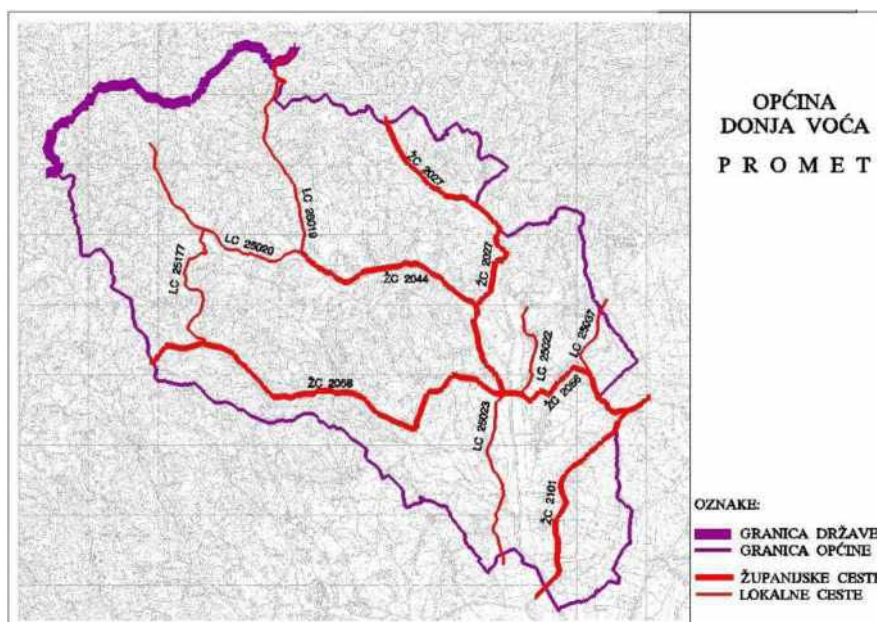 OPĆINA
DONJA VOĆA
P R O M E T
ŽC 2027
LC 25019
LC 25020
LC 25177
ŽC 2044
ŽC 2027
LC 25022
LC 25037
ŽC 2056
ŽC 2058
LC 25023
ŽC 2101
OZNAKE:
GRANICA DRŽAVE
GRANICA OPĆINE
ŽUPANIJSKE CESTE
LOKALNE CESTE